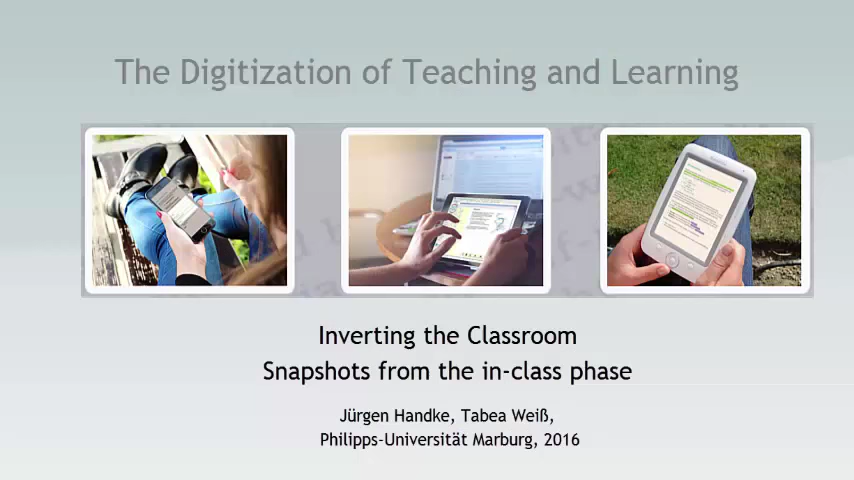 The Digitization of Teaching and Learning
Inverting the Classroom
Snapshots from the in-class phase
Jürgen Handke, Tabea Weiß,
Philipps-Universität Marburg, 2016